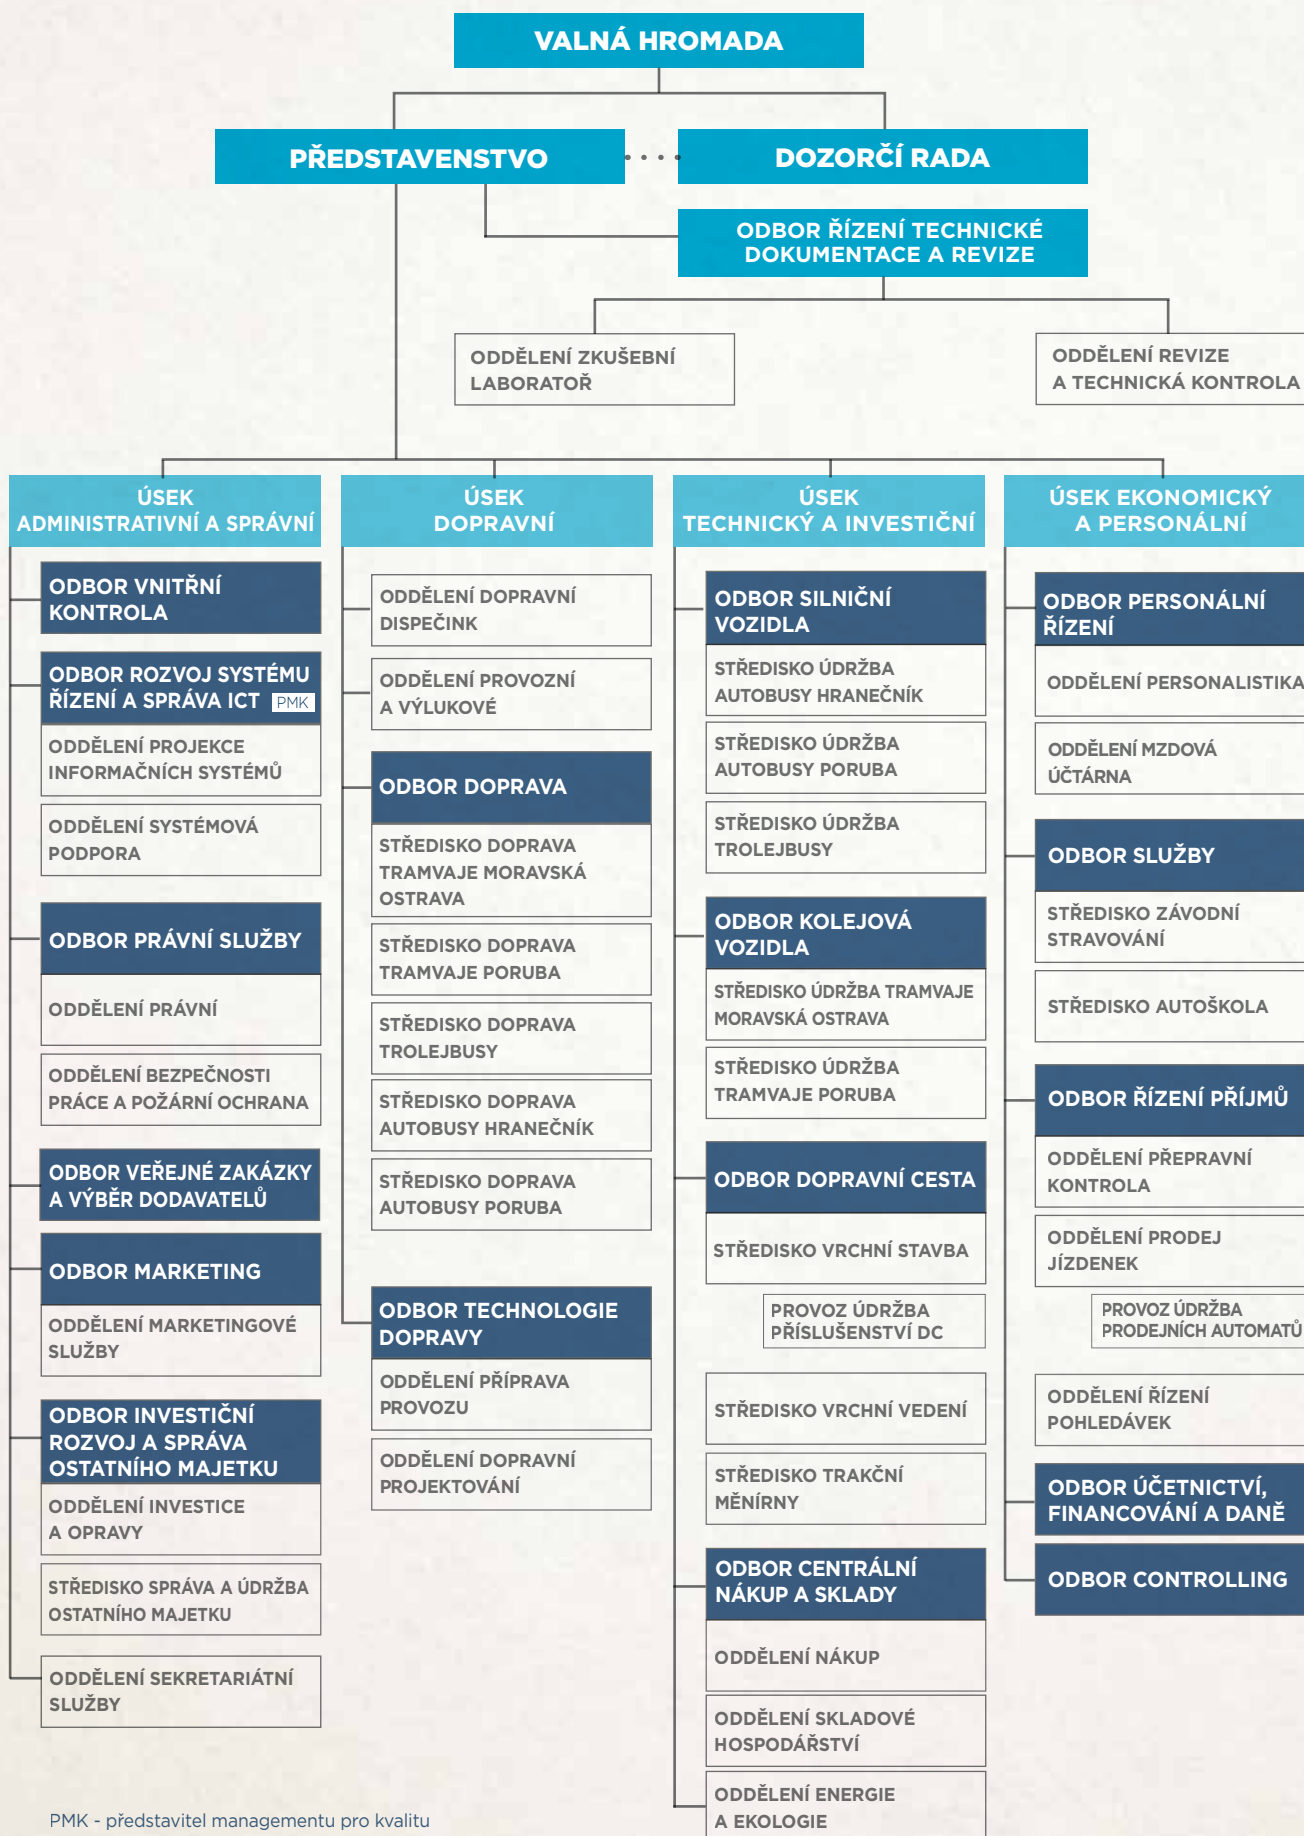 VALNÁ HROMADA
PŘEDSTAVENSTVO
DOZORČÍ RADA
ODBOR ŘÍZENÍ TECHNICKÉ
DOKUMENTACE A REVIZE
ODDĚLENÍ ZKUŠEBNÍ
LABORATOŘ
ODDĚLENÍ REVIZE
A TECHNICKÁ KONTROLA
ÚSEK
ADMINISTRATIVNÍ A SPRÁVNÍ
ODBOR VNITŘNÍ
KONTROLA
ODBOR ROZVOJ SYSTÉMU
ŘÍZENÍ A SPRÁVA ICT PMK
ODDĚLENÍ PROJEKCE
INFORMAČNÍCH SYSTÉMŮ
ODDĚLENÍ SYSTÉMOVÁ
PODPORA
ODBOR PRÁVNÍ SLUŽBY
ODDĚLENÍ PRÁVNÍ
ODDĚLENÍ BEZPEČNOSTI
PRÁCE A POŽÁRNÍ OCHRANA
ODBOR VEŘEJNÉ ZAKÁZKY
A VÝBĚR DODAVATELŮ
ODBOR MARKETING
ODDĚLENÍ MARKETINGOVÉ
SLUŽBY
ODBOR INVESTIČNÍ
ROZVOJ A SPRÁVA
OSTATNÍHO MAJETKU
ODDĚLENÍ INVESTICE
A OPRAVY
STŘEDISKO SPRÁVA A ÚDRŽBA
OSTATNÍHO MAJETKU
ODDĚLENÍ SEKRETARIÁTNÍ
SLUŽBY
ÚSEK
DOPRAVNÍ
ODDĚLENÍ DOPRAVNÍ
DISPEČINK
ODDĚLENÍ PROVOZNÍ
A VÝLUKOVÉ
ODBOR DOPRAVA
STŘEDISKO DOPRAVA
TRAMVAJE MORAVSKÁ
OSTRAVA
STŘEDISKO DOPRAVA
TRAMVAJE PORUBA
STŘEDISKO DOPRAVA
TROLEJBUSY
STŘEDISKO DOPRAVA
AUTOBUSY HRANEČNÍK
STŘEDISKO DOPRAVA
AUTOBUSY PORUBA
ODBOR TECHNOLOGIE
DOPRAVY
ODDĚLENÍ PŘÍPRAVA
PROVOZU
ODDĚLENÍ DOPRAVNÍ
PROJEKTOVÁNÍ
ÚSEK
TECHNICKÝ A INVESTIČNÍ
ODBOR SILNIČNÍ
VOZIDLA
STŘEDISKO ÚDRŽBA
AUTOBUSY HRANEČNÍK
STŘEDISKO ÚDRŽBA
AUTOBUSY PORUBA
STŘEDISKO ÚDRŽBA
TROLEJBUSY
ODBOR KOLEJOVÁ
VOZIDLA
STŘEDISKO ÚDRŽBA TRAMVAJE
MORAVSKÁ OSTRAVA
STŘEDISKO ÚDRŽBA
TRAMVAJE PORUBA
ODBOR DOPRAVNÍ CESTA
STŘEDISKO VRCHNÍ STAVBA
PROVOZ ÚDRŽBA
PŘÍSLUŠENSTVÍ DC
STŘEDISKO VRCHNÍ VEDENÍ
STŘEDISKO TRAKČNÍ
MĚNÍRNY
ODBOR CENTRÁLNÍ
NÁKUP A SKLADY
ODDĚLENÍ NÁKUP
ODDĚLENÍ SKLADOVÉ
HOSPODÁŘSTVÍ
ODDĚLENÍ ENERGIE
A EKOLOGIE
ÚSEK EKONOMICKÝ
A PERSONÁLNÍ
ODBOR PERSONÁLNÍ
ŘÍZENÍ
ODDĚLENÍ PERSONALISTIKA
ODDĚLENÍ MZDOVÁ
ÚČTÁRNA
ODBOR SLUŽBY
STŘEDISKO ZÁVODNÍ
STRAVOVÁNÍ
STŘEDISKO AUTOŠKOLA
ODBOR ŘÍZENÍ PŘÍJMŮ
ODDĚLENÍ PŘEPRAVNÍ
KONTROLA
ODDĚLENÍ PRODEJ
JÍZDENEK
PROVOZ ÚDRŽBA
PRODEJNÍCH AUTOMATŮ
ODDĚLENÍ ŘÍZENÍ
POHLEDÁVEK
ODBOR ÚČETNICTVÍ,
FINANCOVÁNÍ A DANĚ
ODBOR CONTROLLING
PMK - představitel managementu pro kvalitu